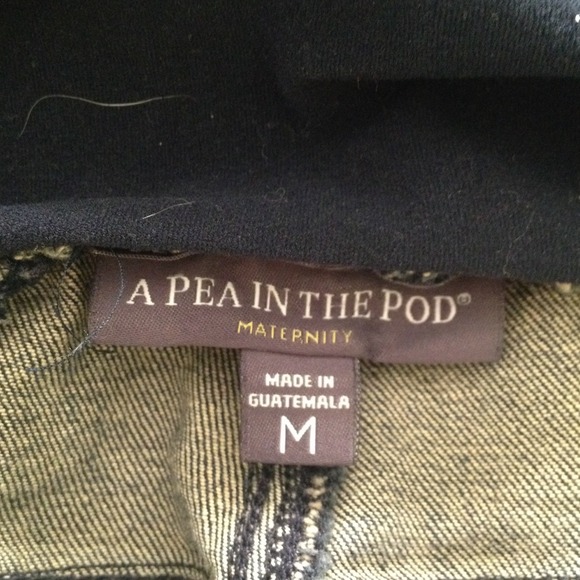 A PEA IN THE POD®
MATERNITY
MADE IN
GUATEMALA
M